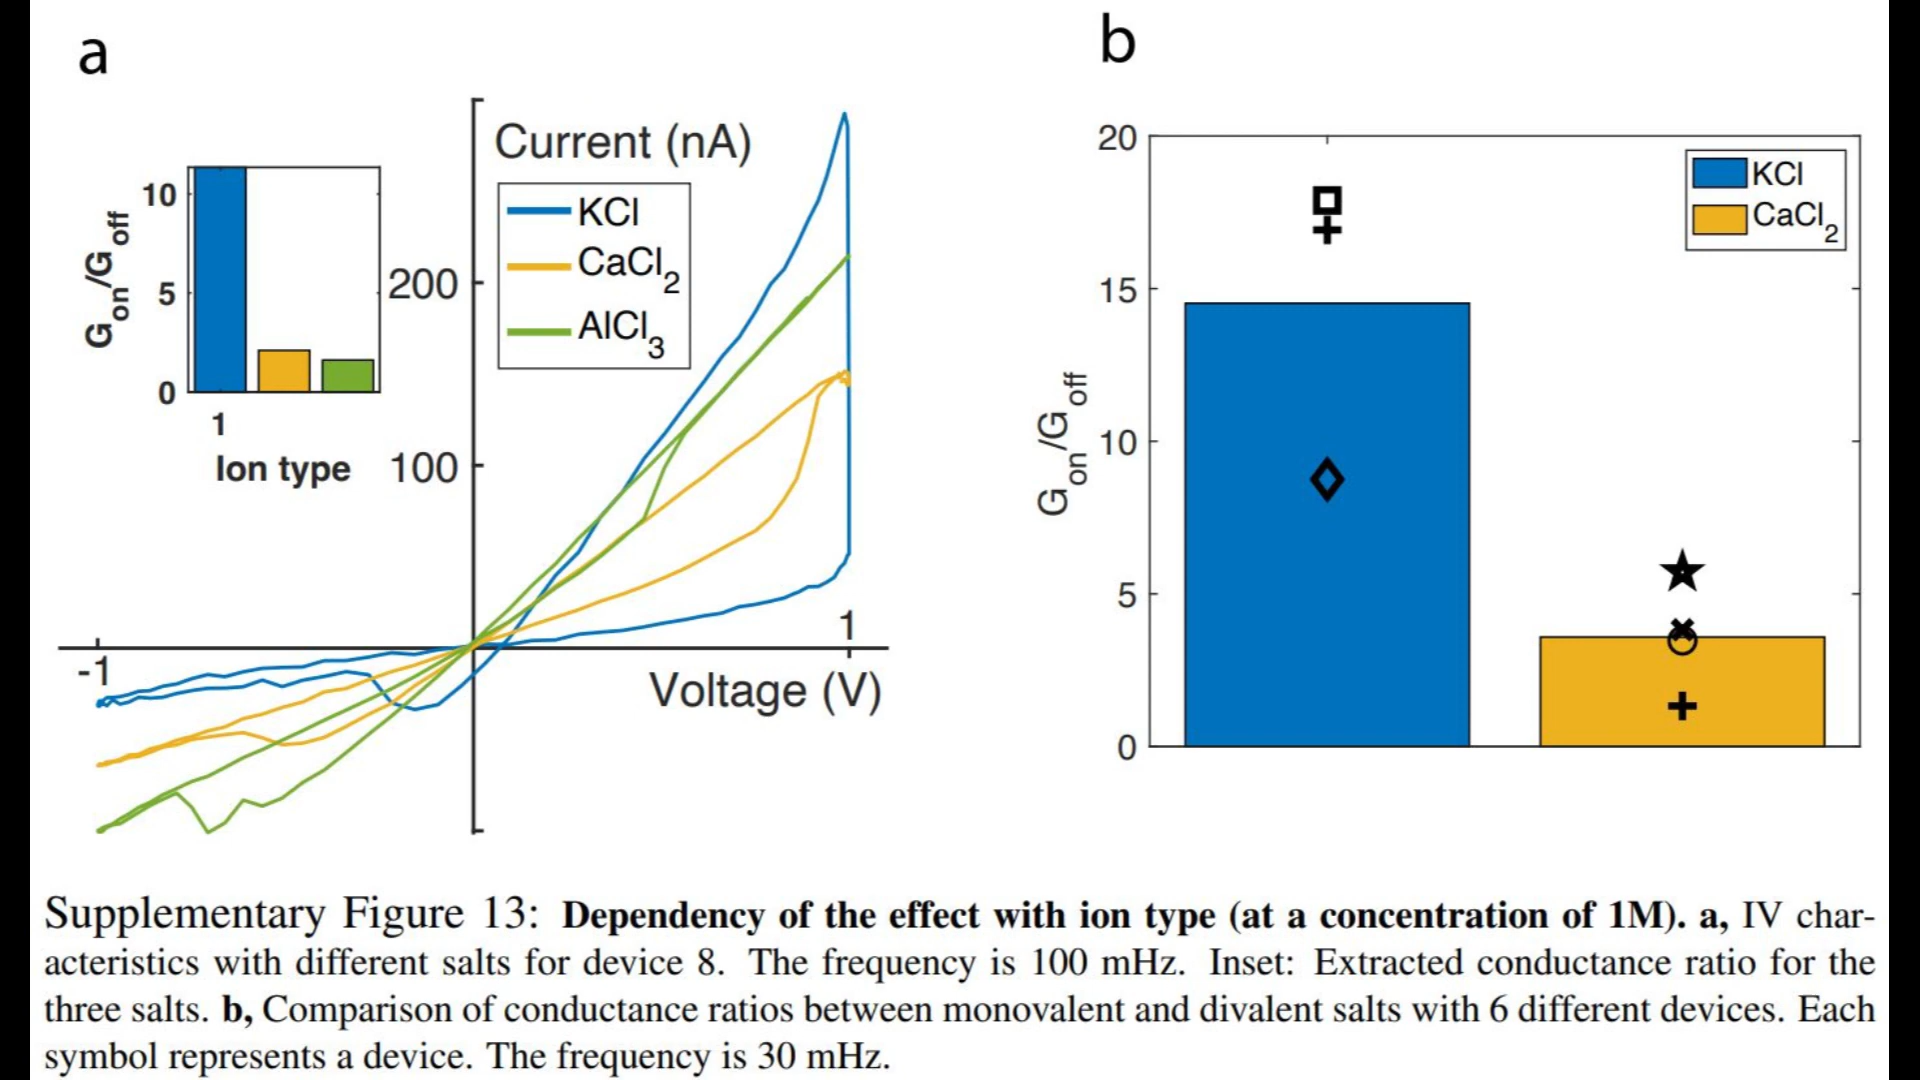 a
Current (nA)
KCl
CaCl2
AlCl3
200
100
-1
1
Voltage (V)
10
5
0
Gon/Goff
1
Ion type
b
20
15
10
5
0
Gon/Goff
KCl
CaCl2
Supplementary Figure 13: Dependency of the effect with ion type (at a concentration of 1M). a, IV char-
acteristics with different salts for device 8. The frequency is 100 mHz. Inset: Extracted conductance ratio for the
three salts. b, Comparison of conductance ratios between monovalent and divalent salts with 6 different devices. Each
symbol represents a device. The frequency is 30 mHz.